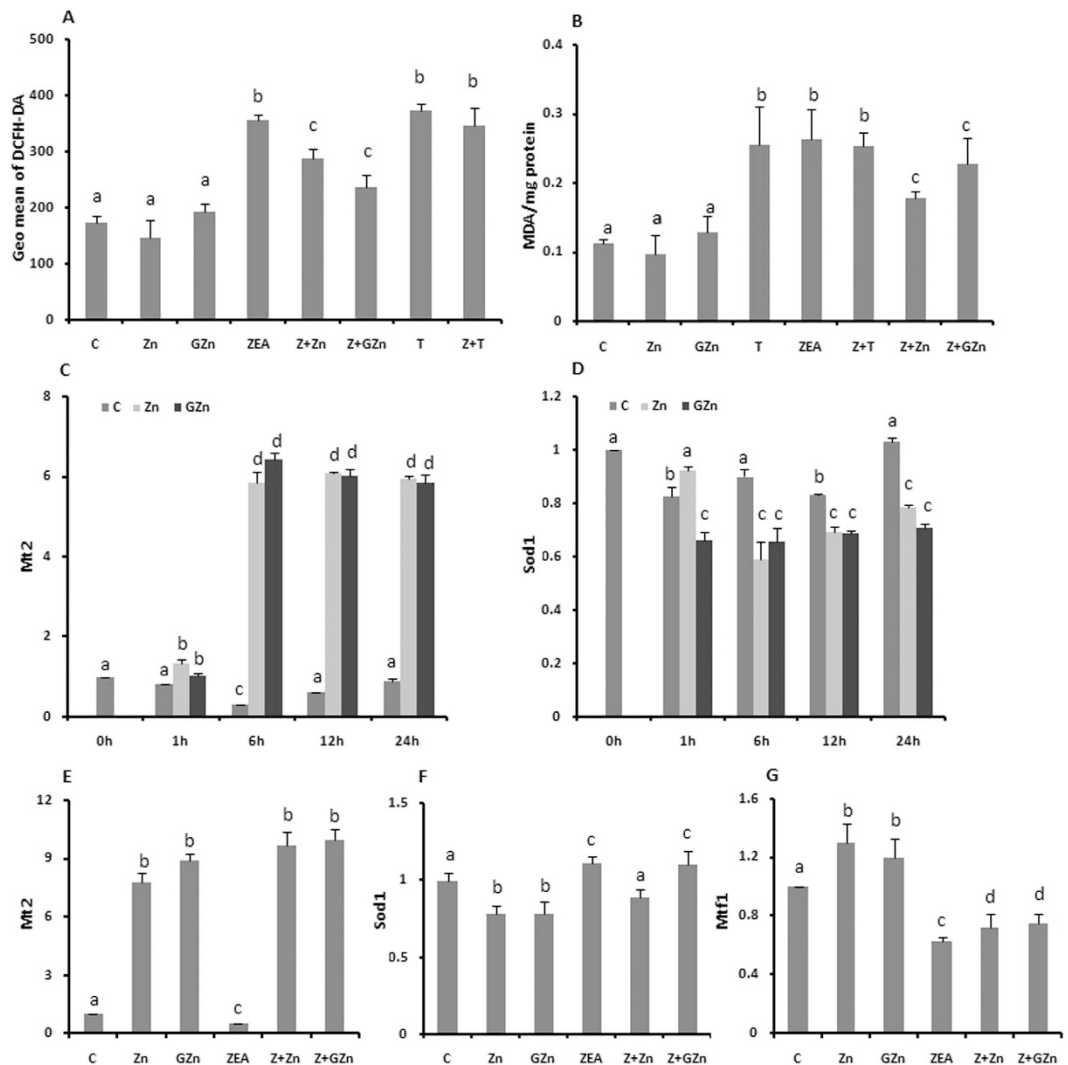 A
Geo mean of DCFH-DA
500
400
300
200
100
0
a a a b c c b b
C Zn GZn ZEA Z+Zn Z+GZn T Z+T
B
MDA/mg protein
0.4
0.3
0.2
0.1
0
a a a b b b c c
C Zn GZn T ZEA Z+T Z+Zn Z+GZn
C
Mt2
8
6
4
2
0
C Zn GZn
a a b b c d d a d d a d d
0h 1h 6h 12h 24h
D
Sod1
1.2
1
0.8
0.6
0.4
0.2
0
C Zn GZn
a b a c a c c b c c a c c
0h 1h 6h 12h 24h
E
Mt2
12
9
6
3
0
a b b c b b
C Zn GZn ZEA Z+Zn Z+GZn
F
Sod1
1.5
1
0.5
0
a b b c a c
C Zn GZn ZEA Z+Zn Z+GZn
G
Mtf1
1.6
1.2
0.8
0.4
0
a b b c d d
C Zn GZn ZEA Z+Zn Z+GZn